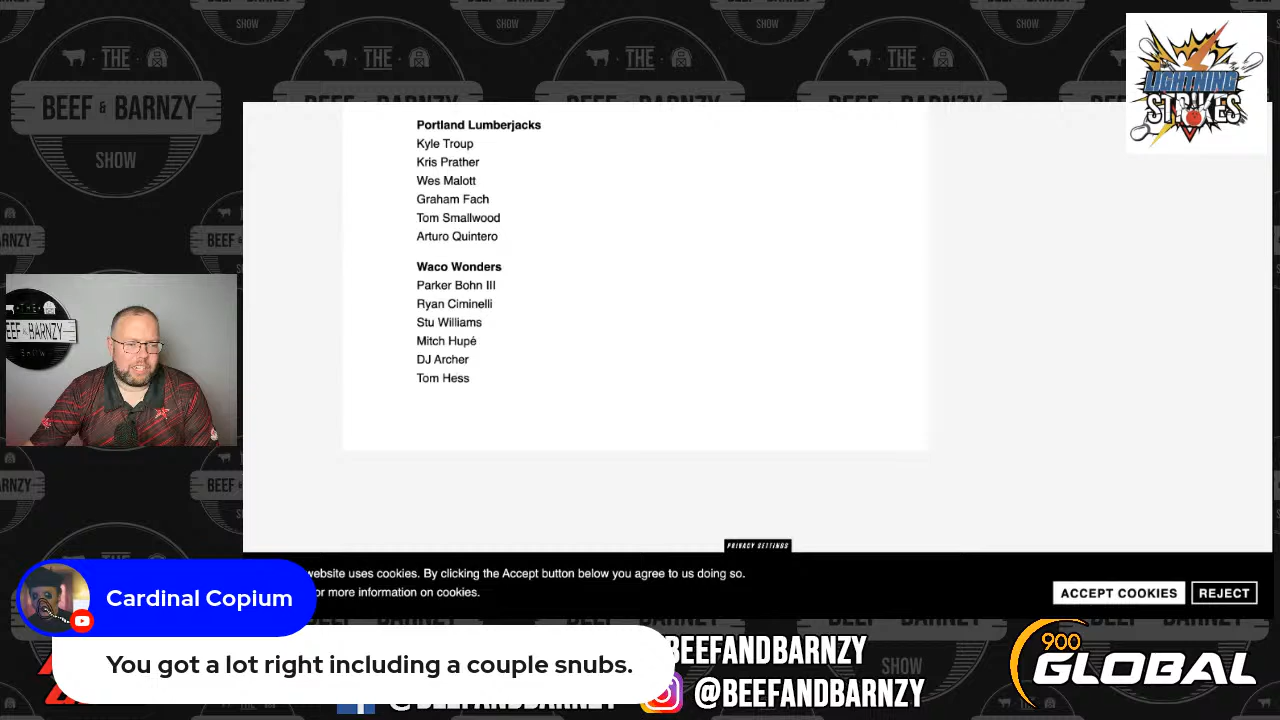 THE
BEEF & BARNZY
SHOW
LIGHTNING
STRIKES
Portland Lumberjacks
Kyle Troup
Kris Prather
Wes Malott
Graham Fach
Tom Smallwood
Arturo Quintero
Waco Wonders
Parker Bohn III
Ryan Ciminelli
Stu Williams
Mitch Hupé
DJ Archer
Tom Hess
BEEF & BARNZY
PRIVACY SETTINGS
website uses cookies. By clicking the Accept button below you agree to us doing so.
or more information on cookies.
ACCEPT COOKIES
REJECT
Cardinal Copium
You got a lot right including a couple snubs.
BEEFANDBARNZY
@BEEFANDBARNZY
900
GLOBAL